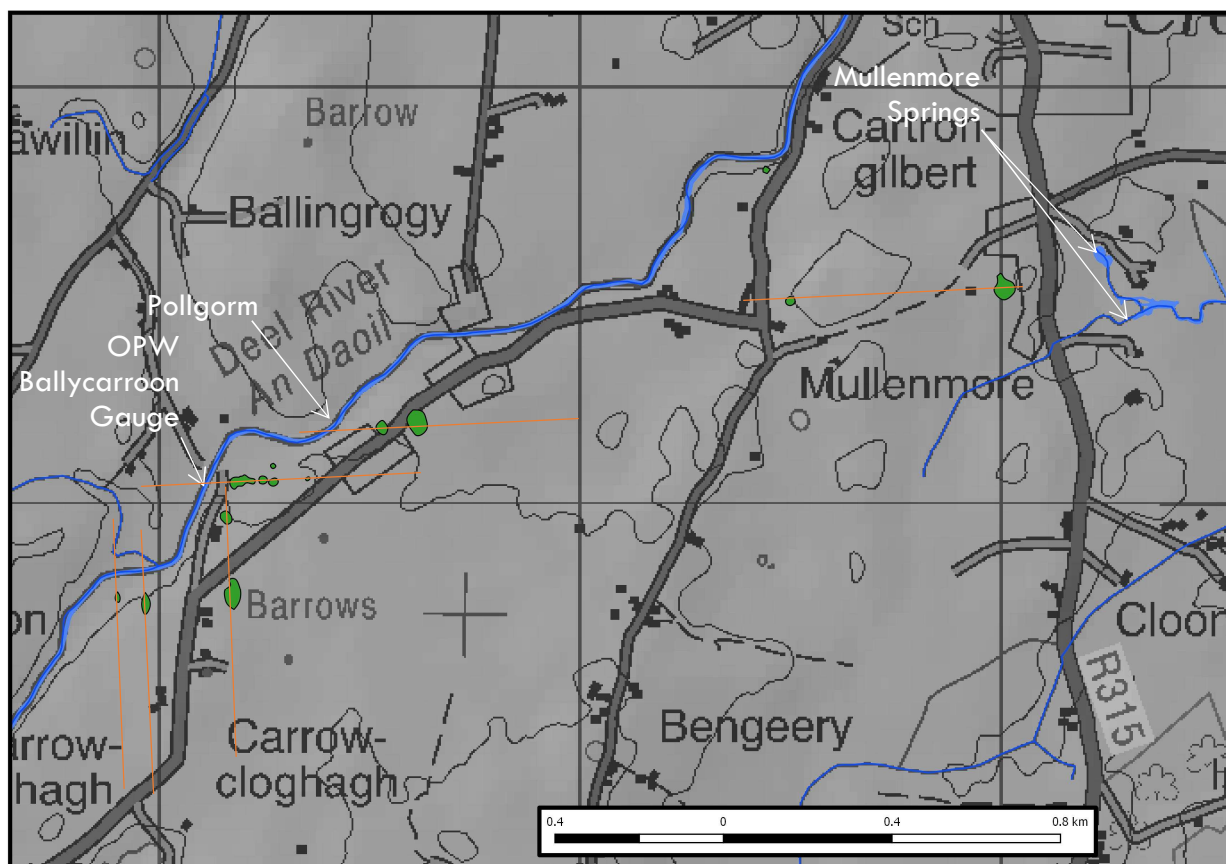 Sch
Mullenmore
Springs
Cartron-
gilbert
Barrow
awillin
Ballingrogy
Pollgorm
Deel River
An Daoil
OPW
Ballycarroon
Gauge
Mullenmore
Barrows
on
Cloon
R315
Bengeery
arrow-
hagh
Carrow-
cloghagh
0.4 0 0.4 0.8 km